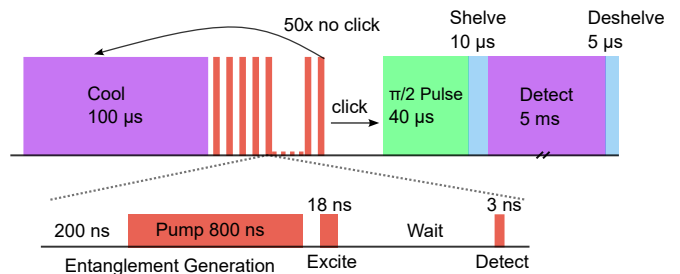 50x no click
Shelve
10 µs
Deshelve
5 µs
Cool
100 µs
click
π/2 Pulse
40 µs
Detect
5 ms
200 ns
Pump 800 ns
18 ns
Wait
3 ns
Entanglement Generation
Excite
Detect